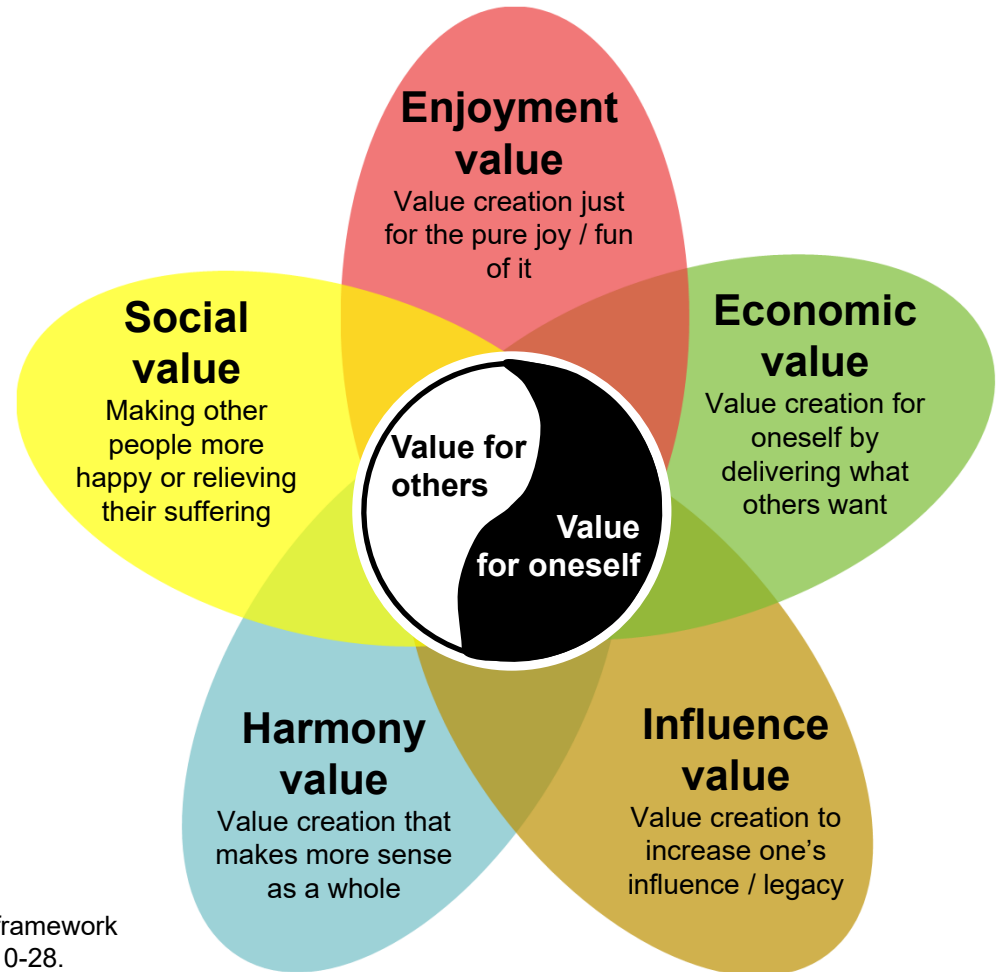 Enjoyment
value
Value creation just
for the pure joy / fun
of it
Social
value
Making other
people more
happy or relieving
their suffering
Economic
value
Value creation for
oneself by
delivering what
others want
Value for
others
Value
for oneself
Harmony
value
Value creation that
makes more sense
as a whole
Influence
value
Value creation to
increase one's
influence / legacy
framework
0-28.